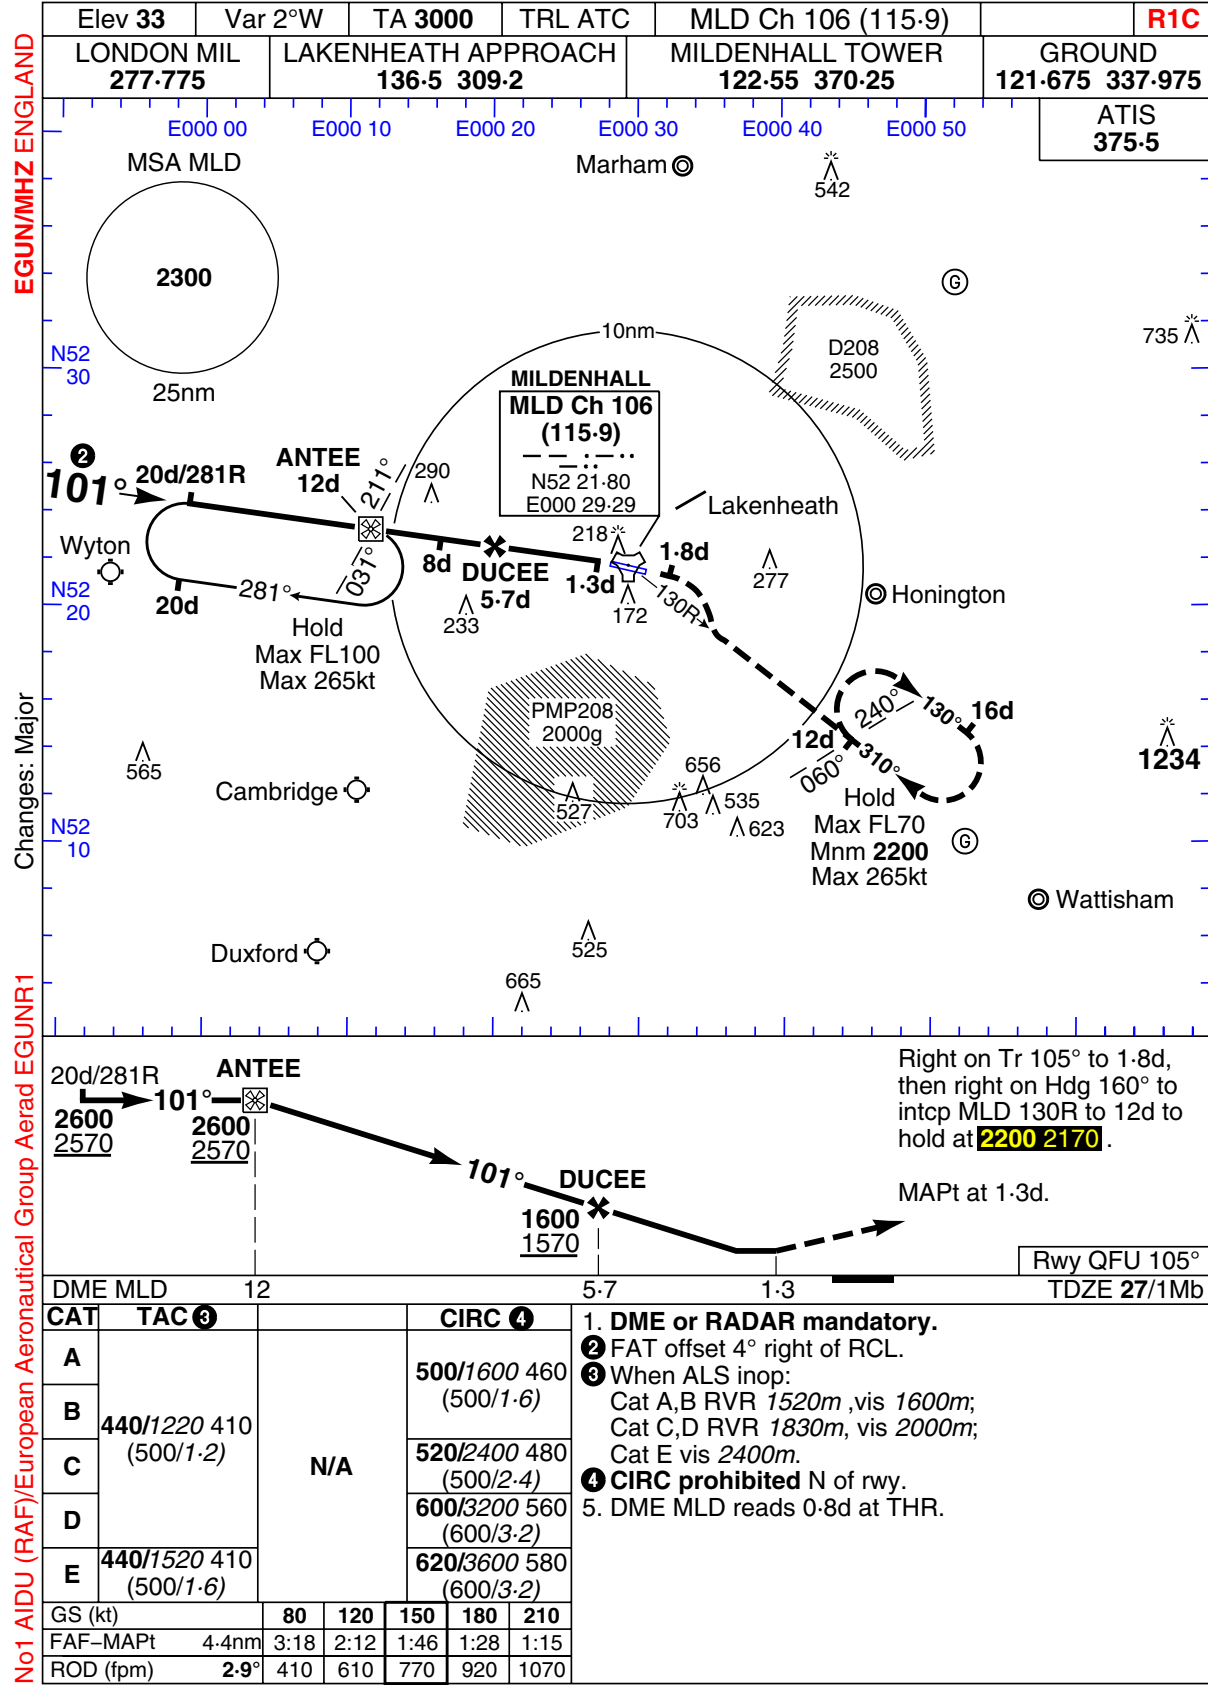 Elev 33 Var 2°W TA 3000 TRL ATC MLD Ch 106 (115·9) R1C
LONDON MIL LAKENHEATH APPROACH MILDENHALL TOWER GROUND
277·775 136·5 309·2 122·55 370·25 121·675 337·975
ATIS
375·5
EGUN/MHZ ENGLAND
Changes: Major
No1 AIDU (RAF)/European Aeronautical Group Aerad EGUNR1
E000 00 E000 10 E000 20 E000 30 E000 40 E000 50
MSA MLD
2300
25nm
Marham
542
G
735
N52
30
10nm
D208
2500
MILDENHALL
MLD Ch 106
(115·9)
N52 21·80
E000 29·29
2
101°
20d/281R
ANTEE
12d
211°
290
Lakenheath
218
Wyton
8d
DUCEE
5·7d
1·3d
1·8d
277
031°
281°
20d
N52
20
233
172
130R
Honington
Hold
Max FL100
Max 265kt
PMP208
2000g
240°
130°
16d
12d
310°
060°
565
1234
656
Cambridge
527
703
535
623
Hold
Max FL70
Mnm 2200
Max 265kt
N52
10
G
Wattisham
Duxford
525
665
20d/281R
ANTEE
101°
2600
2570
2600
2570
101°
DUCEE
1600
1570
Right on Tr 105° to 1·8d,
then right on Hdg 160° to
intcp MLD 130R to 12d to
hold at 2200 2170 .
MAPt at 1·3d.
Rwy QFU 105°
DME MLD 12 5·7 1·3 TDZE 27/1Mb
CAT TAC 3 CIRC 4
A
B
C
D
E
440/1220 410
(500/1·2)
440/1520 410
(500/1·6)
N/A
500/1600 460
(500/1·6)
520/2400 480
(500/2·4)
600/3200 560
(600/3·2)
620/3600 580
(600/3·2)
1. DME or RADAR mandatory.
2 FAT offset 4° right of RCL.
3 When ALS inop:
Cat A,B RVR 1520m ,vis 1600m;
Cat C,D RVR 1830m, vis 2000m;
Cat E vis 2400m.
4 CIRC prohibited N of rwy.
5. DME MLD reads 0·8d at THR.
GS (kt) 80 120 150 180 210
FAF–MAPt 4·4nm 3:18 2:12 1:46 1:28 1:15
ROD (fpm) 2·9° 410 610 770 920 1070